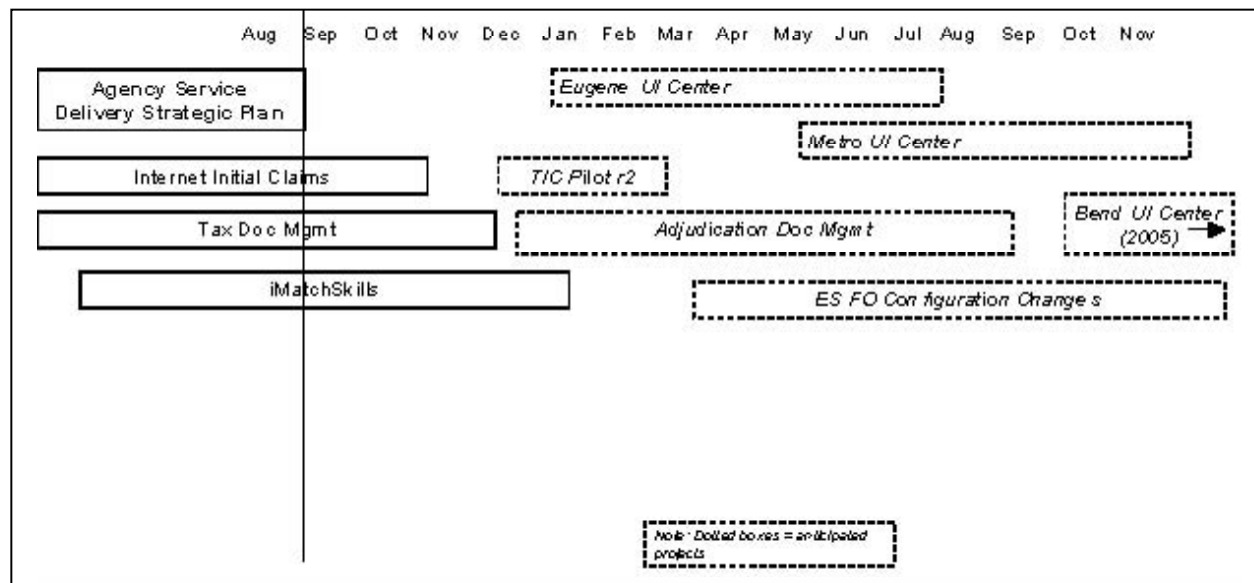 Aug Sep Oct Nov Dec Jan Feb Mar Apr May Jun Jul Aug Sep Oct Nov
Agency Service
Delivery Strategic Plan
Eugene UI Center
Metro UI Center
Internet Initial Claims
TIC Pilot r2
Tax Doc Mgmt
Adjudication Doc Mgmt
Bend UI Center
(2005)
iMatchSkills
ES FO Configuration Changes
Note: Dotted boxes = anticipated
projects